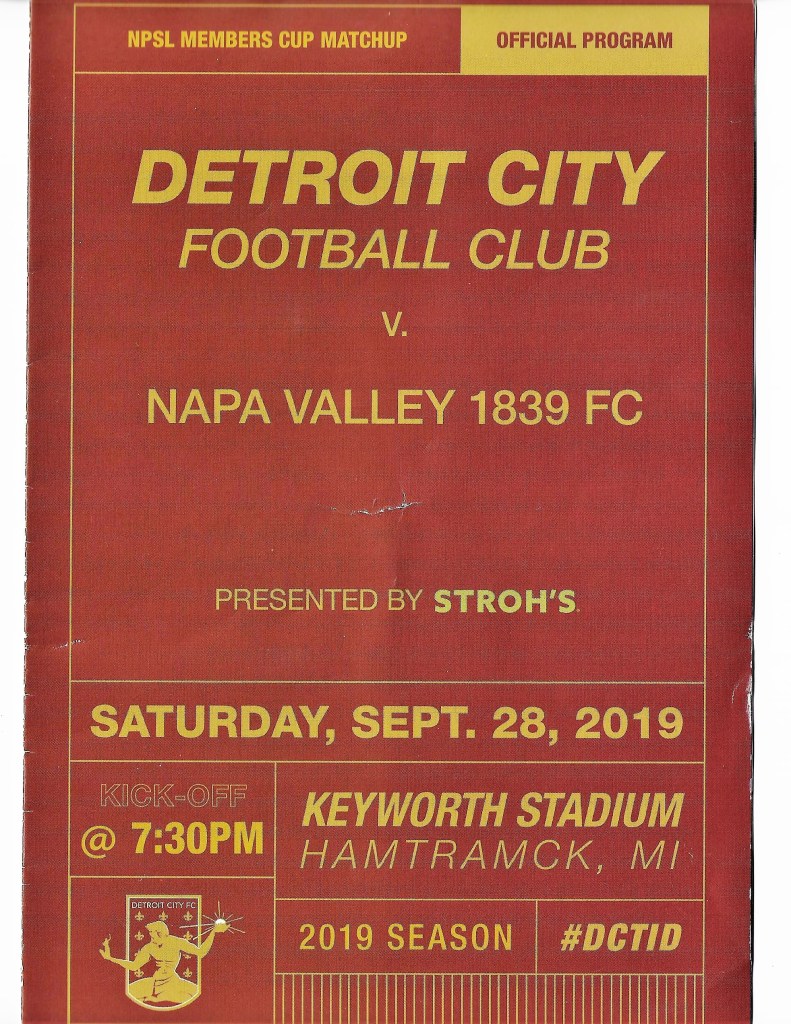 NPSL MEMBERS CUP MATCHUP
OFFICIAL PROGRAM
DETROIT CITY
FOOTBALL CLUB
V.
NAPA VALLEY 1839 FC
PRESENTED BY STROH'S
SATURDAY, SEPT. 28, 2019
KICK-OFF
@ 7:30PM
KEYWORTH STADIUM
HAMTRAMCK, MI
DETROIT CITY FC
2019 SEASON
#DCTID